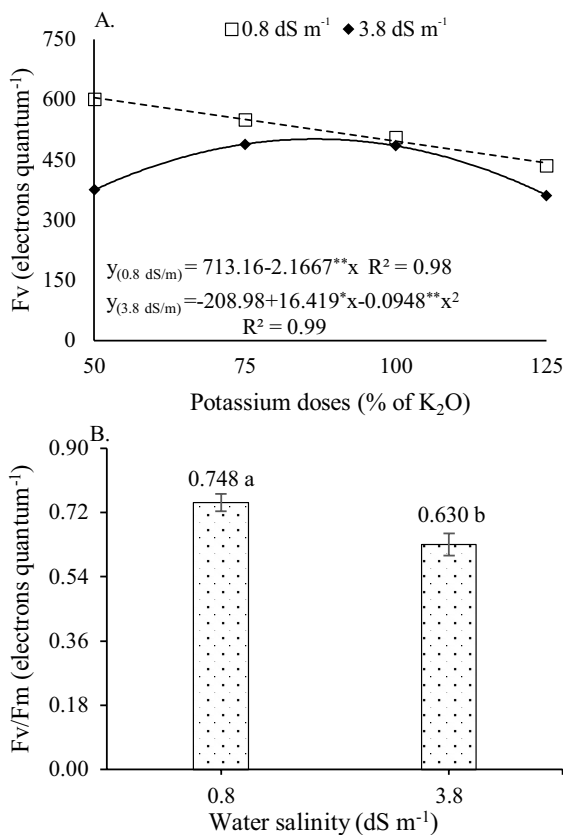 A.
□ 0.8 dS m⁻¹ ◆ 3.8 dS m⁻¹
750
600
450
300
150
0
Fv (electrons quantum⁻¹)
y(0.8 dS/m) = 713.16-2.1667**x R² = 0.98
y(3.8 dS/m) =-208.98+16.419*x-0.0948**x²
R² = 0.99
50 75 100 125
Potassium doses (% of K₂O)
B.
0.90
0.72
0.54
0.36
0.18
0.00
Fv/Fm (electrons quantum⁻¹)
0.748 a
0.630 b
0.8 3.8
Water salinity (dS m⁻¹)